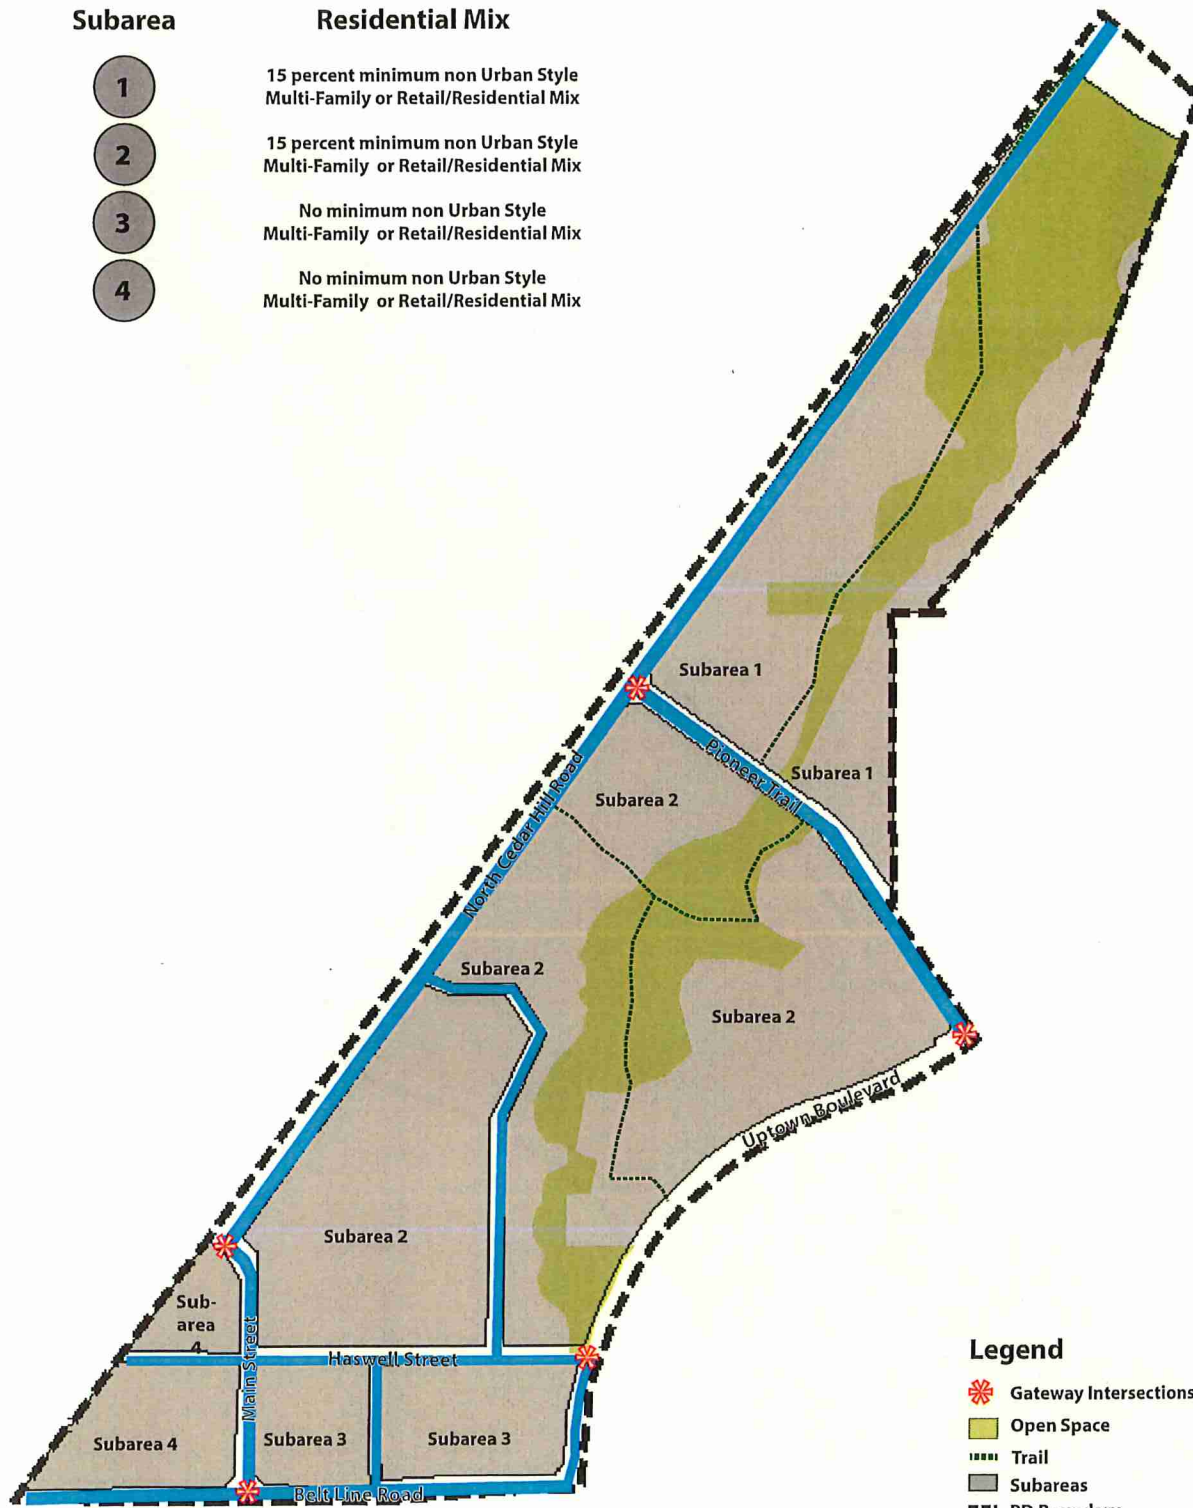 Subarea
Residential Mix
1
15 percent minimum non Urban Style
Multi-Family or Retail/Residential Mix
2
15 percent minimum non Urban Style
Multi-Family or Retail/Residential Mix
3
No minimum non Urban Style
Multi-Family or Retail/Residential Mix
4
No minimum non Urban Style
Multi-Family or Retail/Residential Mix
Subarea 1
Pioneer Trail
Subarea 1
Subarea 2
North Cedar Hill Road
Subarea 2
Subarea 2
Uptown Boulevard
Subarea 2
Sub-
area
4
Main Street
Haswell Street
Subarea 4
Subarea 3
Subarea 3
Belt Line Road
Legend
Gateway Intersections
Open Space
Trail
Subareas
PD Boundary